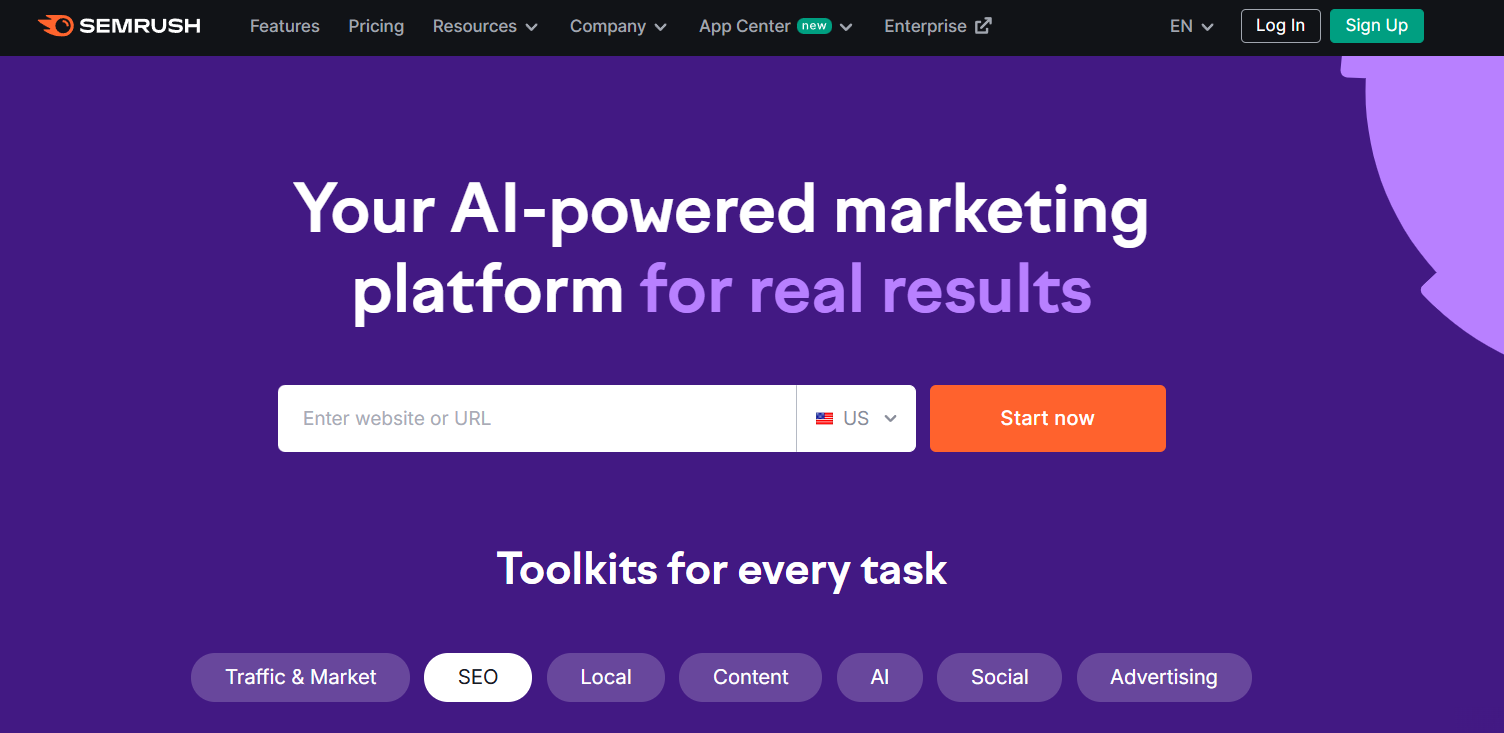 SEMRUSH Features Pricing Resources Company App Center new Enterprise EN Log In Sign Up
Your AI-powered marketing
platform for real results
Enter website or URL US Start now
Toolkits for every task
Traffic & Market SEO Local Content AI Social Advertising